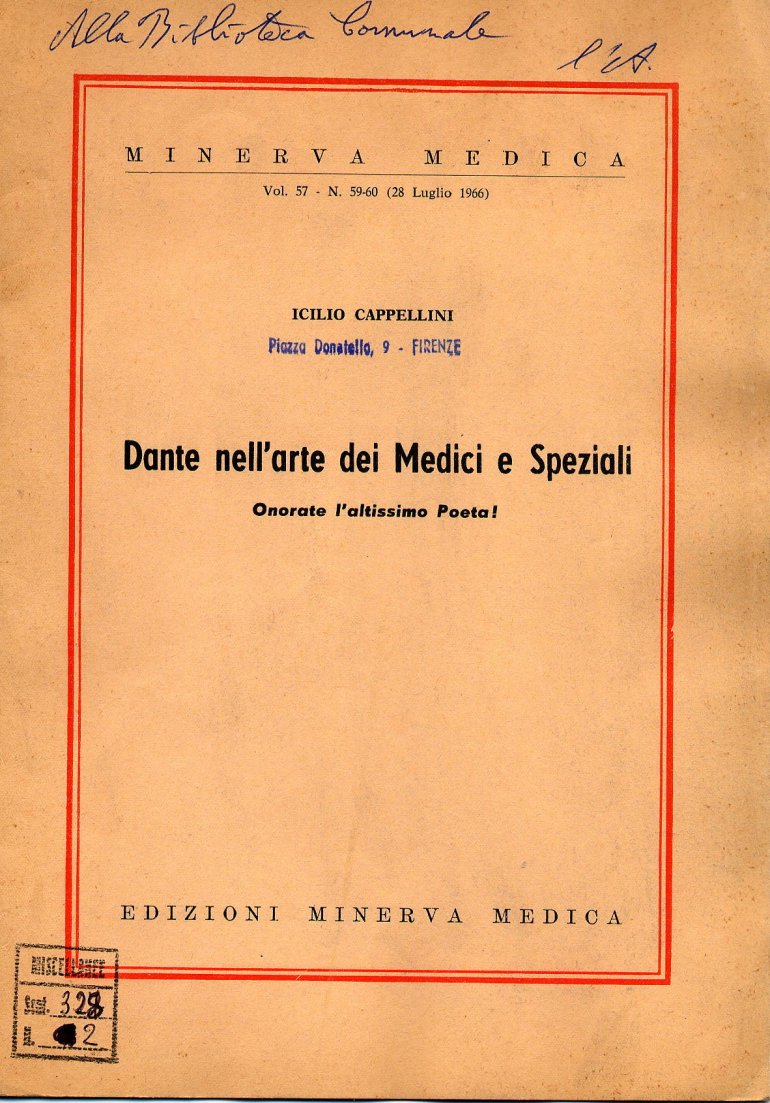 Alla Biblioteca Comunale
l'A.
MINERVA MEDICA
Vol. 57 - N. 59-60 (28 Luglio 1966)
ICILIO CAPPELLINI
Piazza Donatello, 9 - FIRENZE
Dante nell'arte dei Medici e Speziali
Onorate l'altissimo Poeta!
EDIZIONI MINERVA MEDICA
MISCELLANEE
2